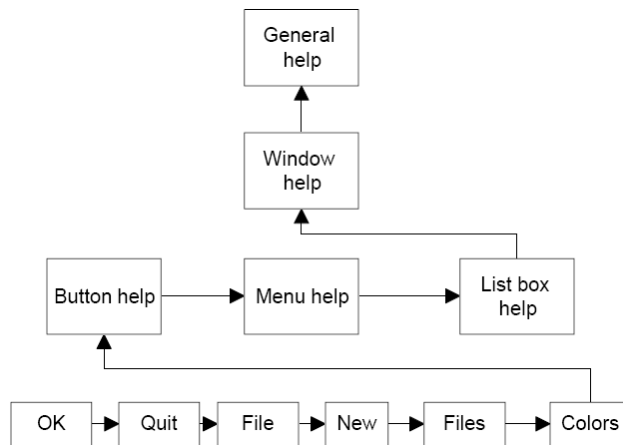 General
help
Window
help
Button help
Menu help
List box
help
OK
Quit
File
New
Files
Colors